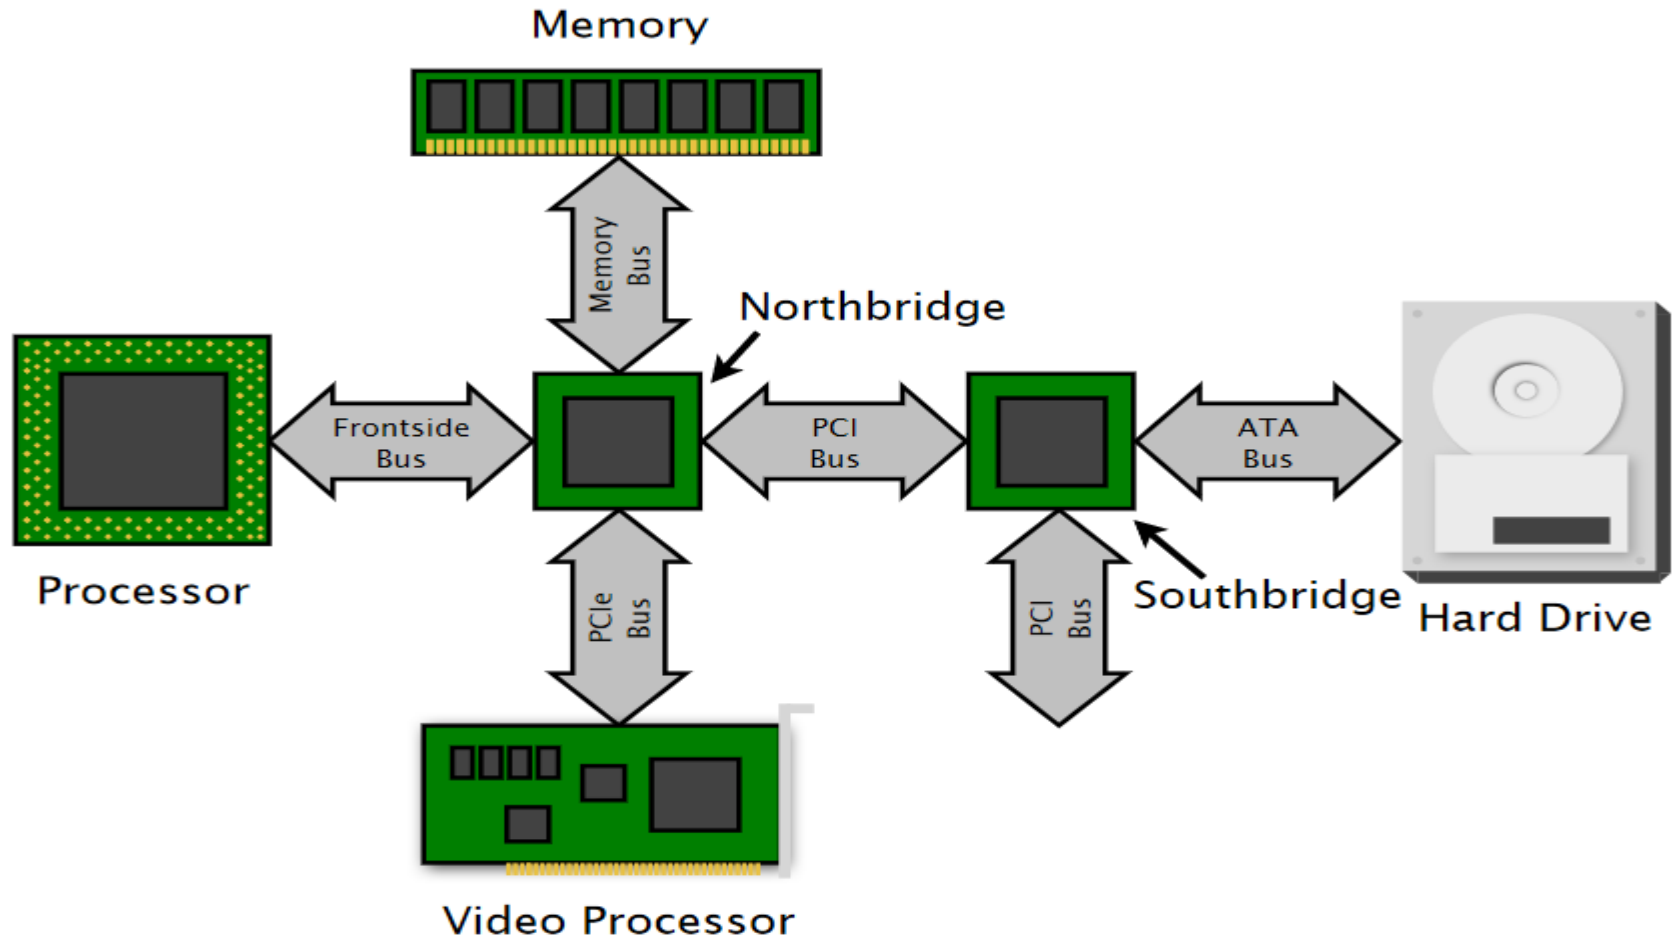 Memory
Memory
Bus
Northbridge
Frontside
Bus
PCI
Bus
ATA
Bus
Processor
PCIe
Bus
PCI
Bus
Southbridge
Hard Drive
Video Processor